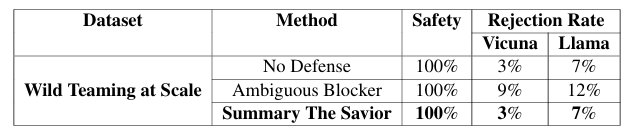 Dataset Method Safety Rejection Rate
Vicuna Llama
No Defense 100% 3% 7%
Wild Teaming at Scale Ambiguous Blocker 100% 9% 12%
Summary The Savior 100% 3% 7%